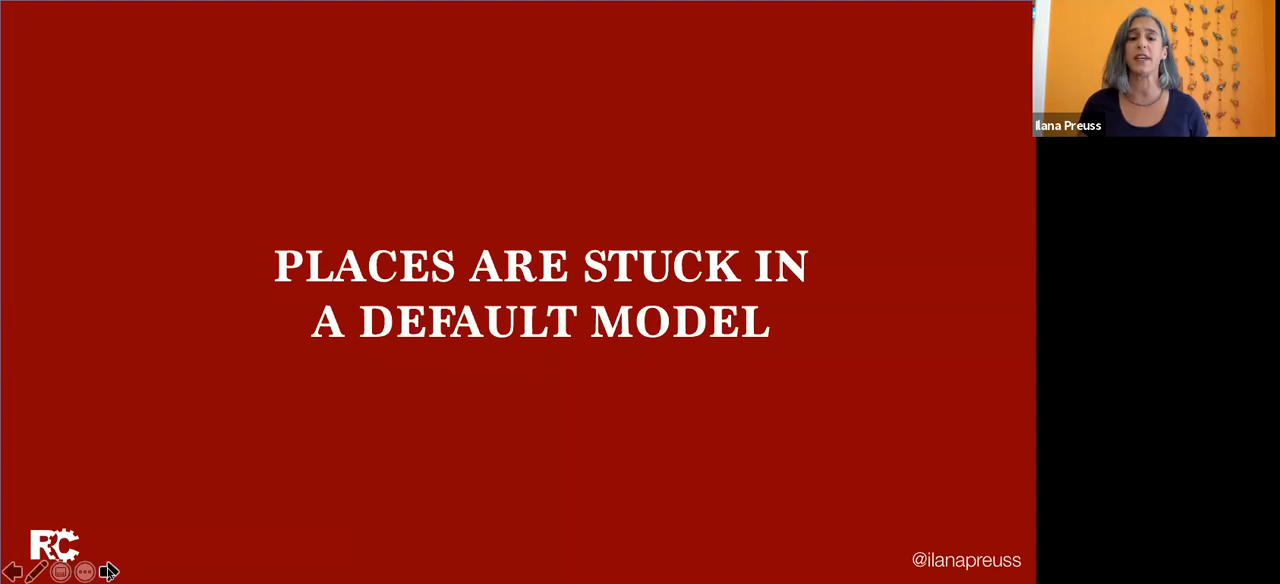 PLACES ARE STUCK IN
A DEFAULT MODEL
Ilana Preuss
RC
@ilanapreuss